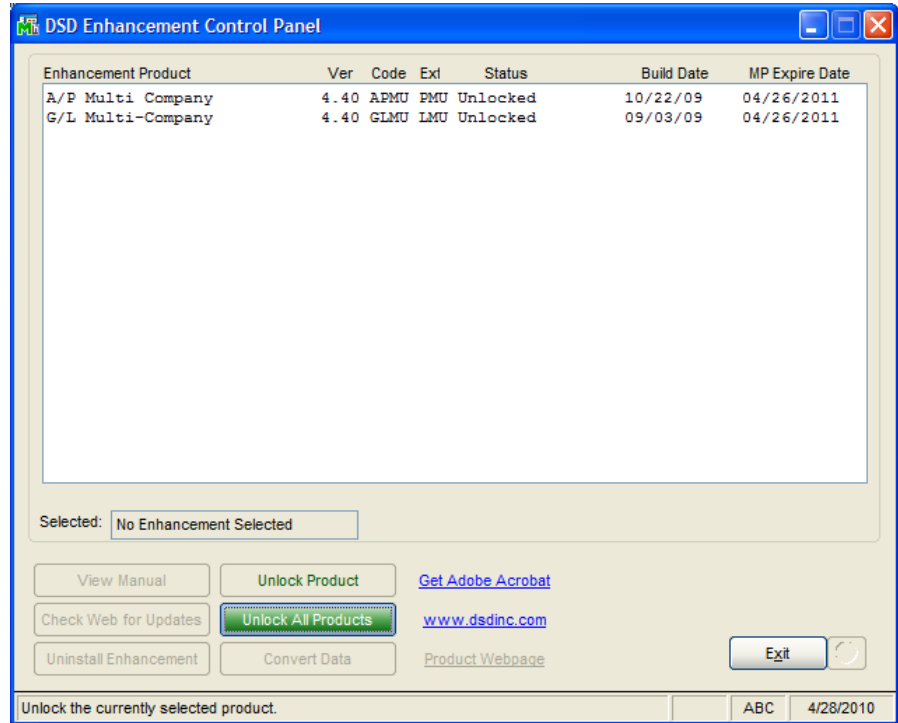 DSD Enhancement Control Panel
Enhancement Product Ver Code Ext Status Build Date MP Expire Date
A/P Multi Company 4.40 APMU PMU Unlocked 10/22/09 04/26/2011
G/L Multi-Company 4.40 GLMU LMU Unlocked 09/03/09 04/26/2011
Selected: No Enhancement Selected
View Manual Unlock Product Get Adobe Acrobat
Check Web for Updates Unlock All Products www.dsdinc.com
Uninstall Enhancement Convert Data Product Webpage
Exit
Unlock the currently selected product. ABC 4/28/2010